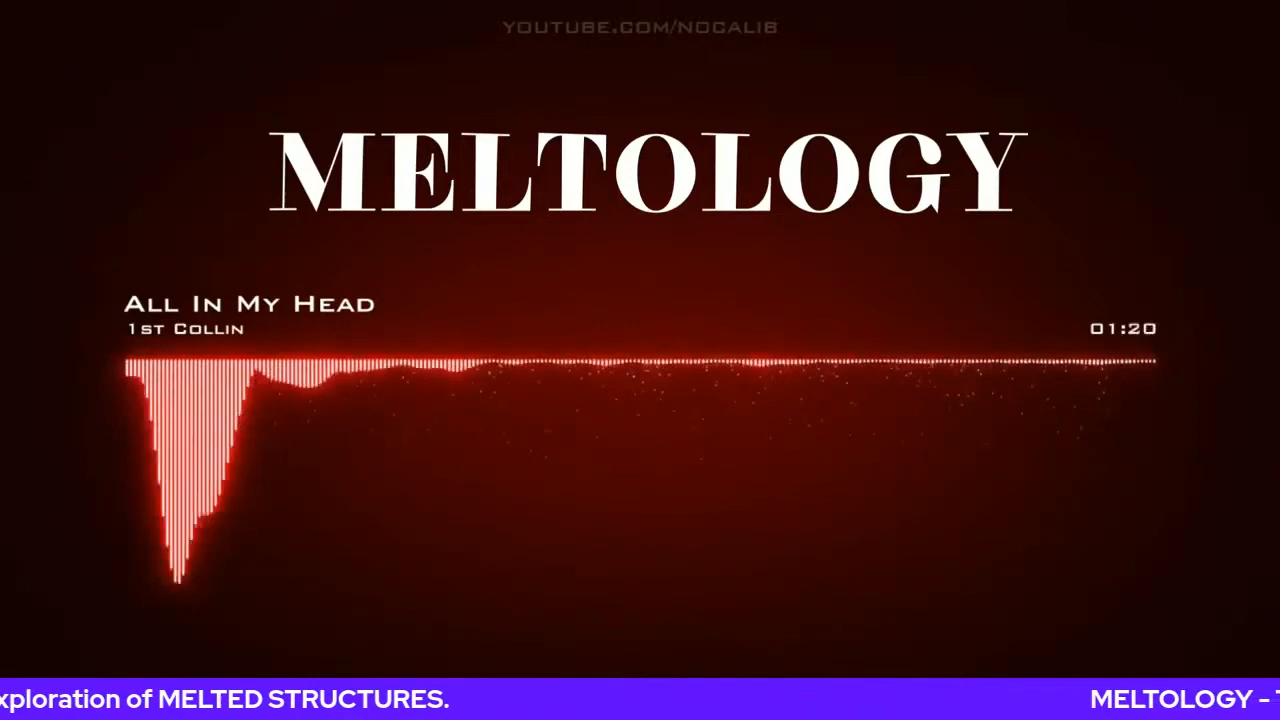 YOUTUBE.COM/NOCALIB
MELTOLOGY
ALL IN MY HEAD
1ST COLLIN
01:20
xploration of MELTED STRUCTURES.
MELTOLOGY -